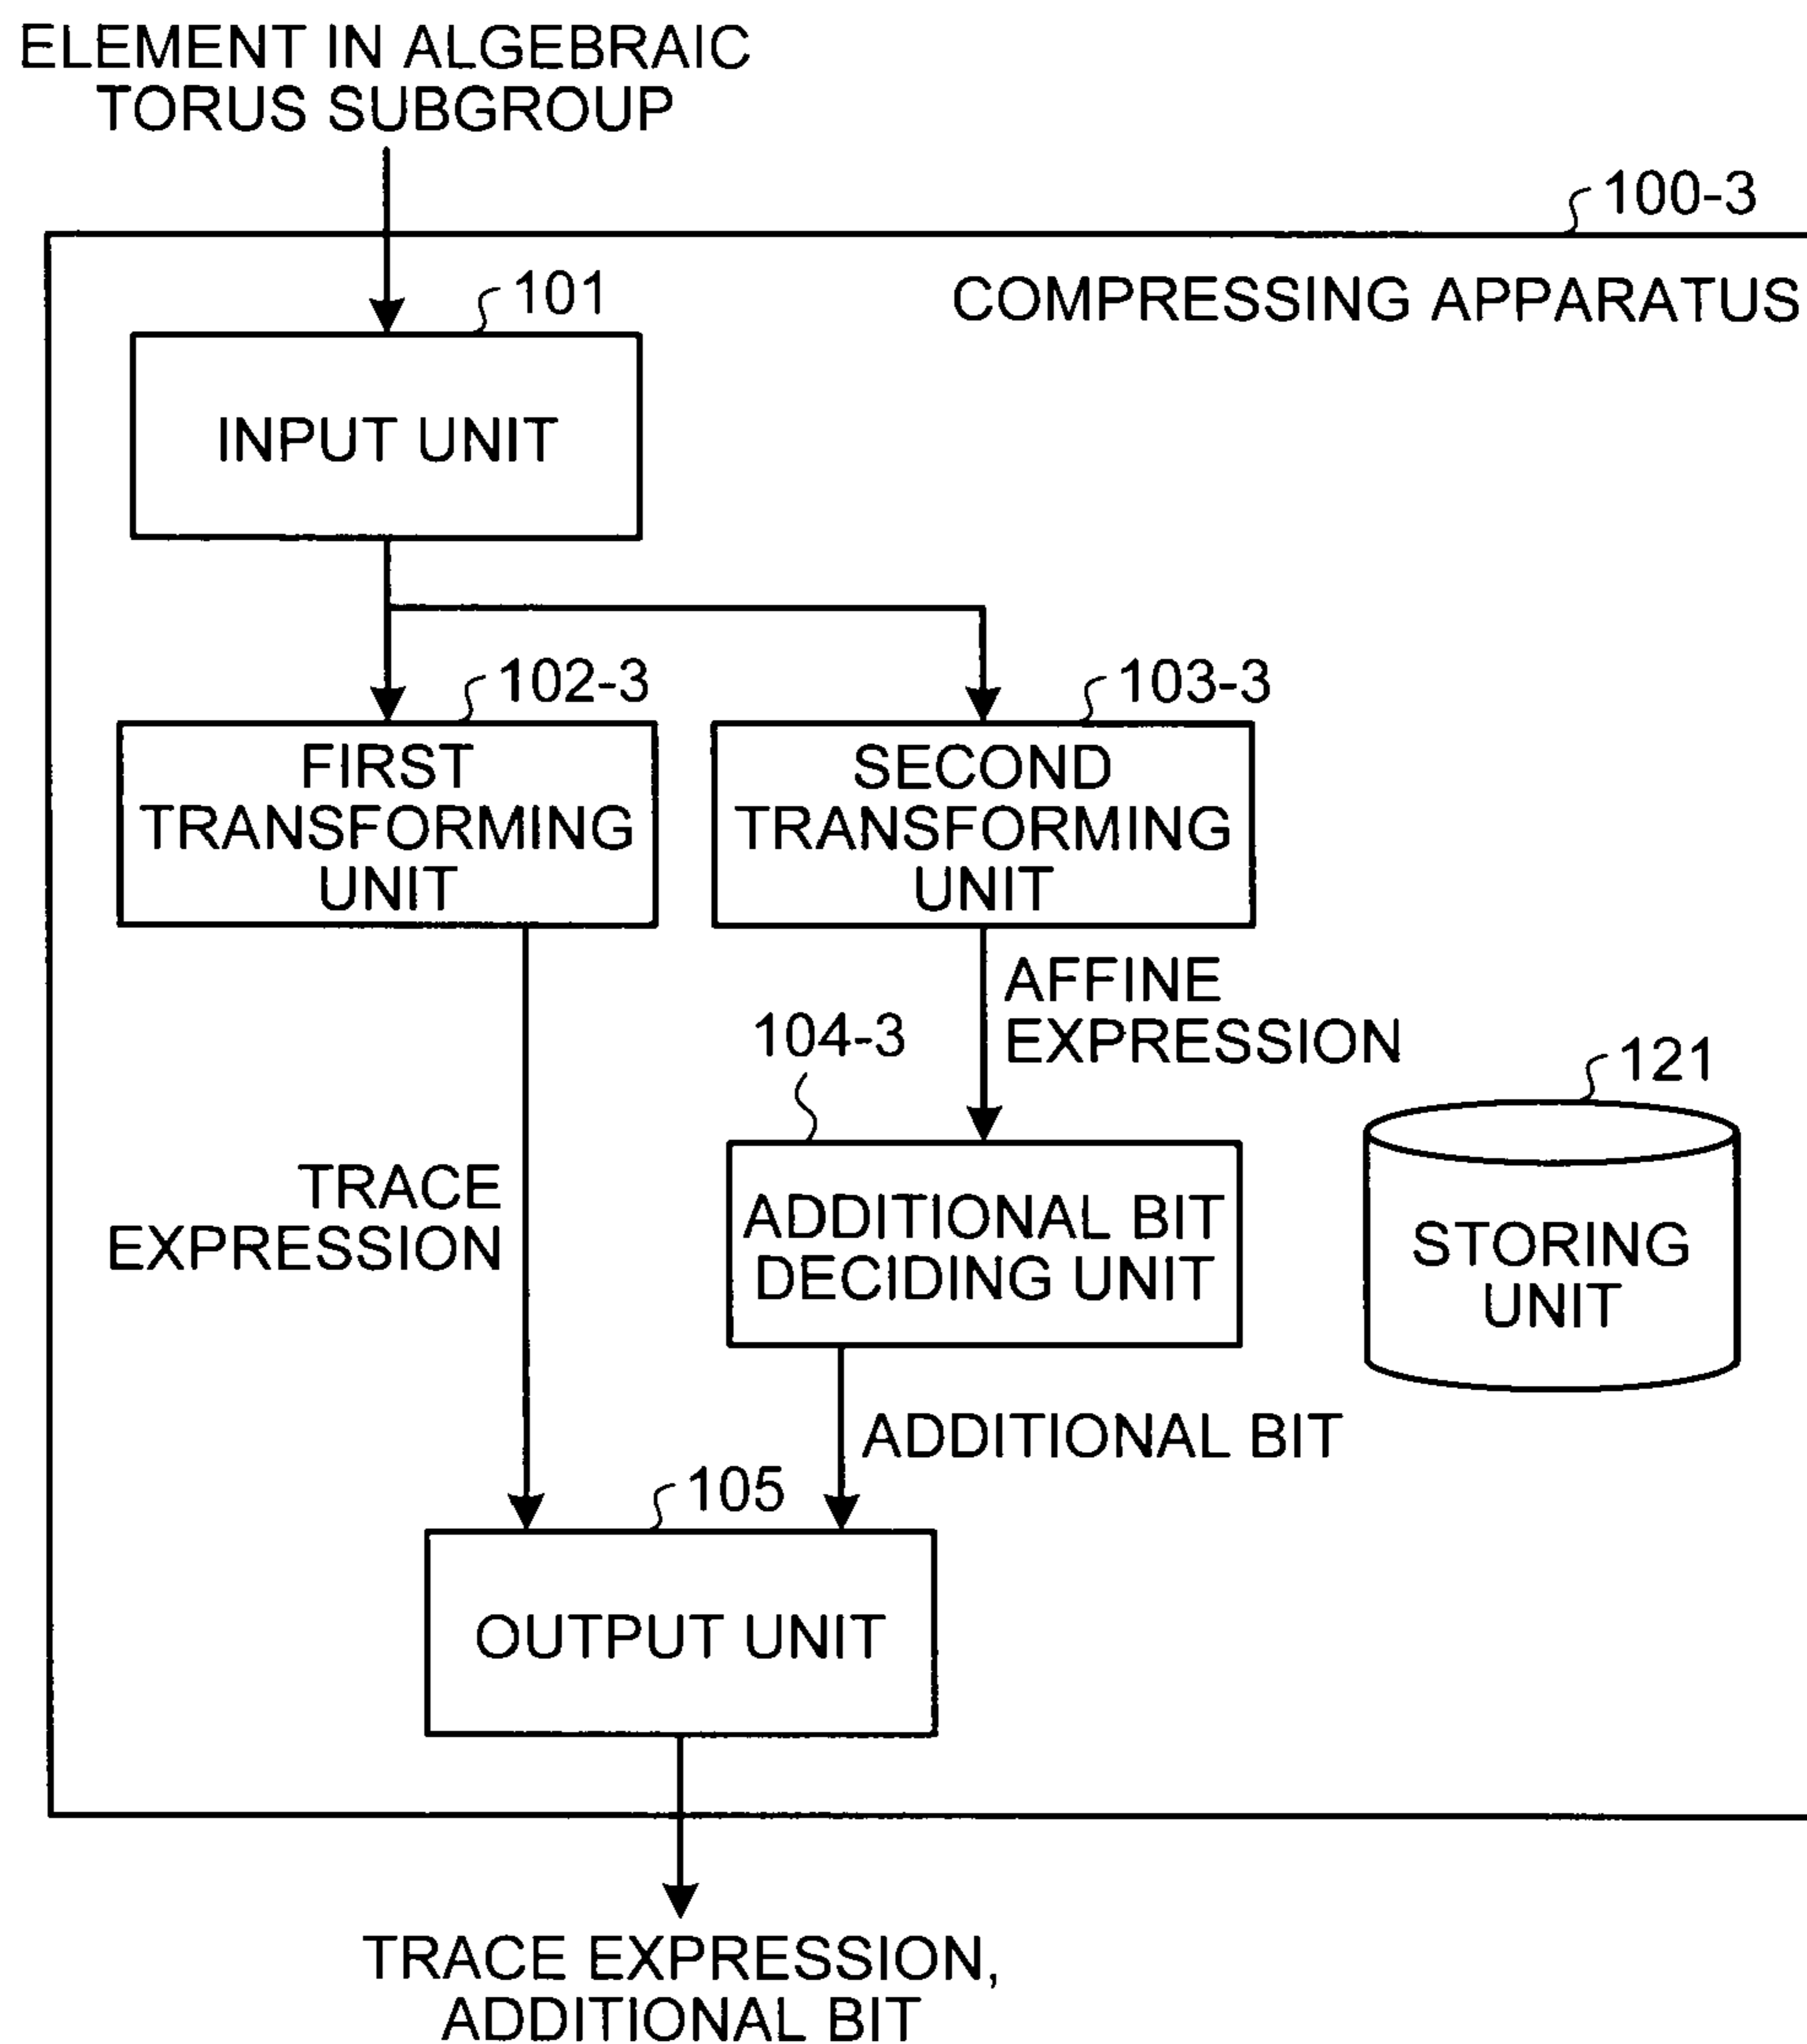 ELEMENT IN ALGEBRAIC
TORUS SUBGROUP
100-3
COMPRESSING APPARATUS
101
INPUT UNIT
102-3
103-3
FIRST
TRANSFORMING
UNIT
SECOND
TRANSFORMING
UNIT
AFFINE
EXPRESSION
104-3
121
TRACE
EXPRESSION
ADDITIONAL BIT
DECIDING UNIT
STORING
UNIT
ADDITIONAL BIT
105
OUTPUT UNIT
TRACE EXPRESSION,
ADDITIONAL BIT